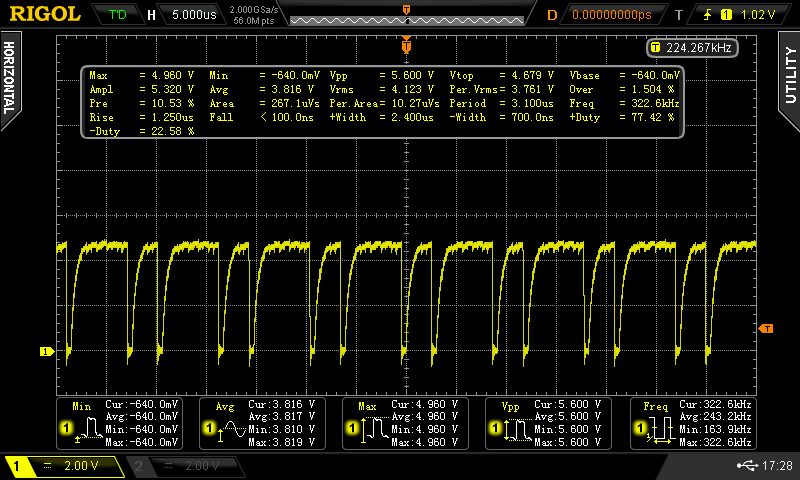 RIGOL T'D H 5.000us 2.000GSa/s 56.0M pts T D 0.00000000ps T 1 1.02 V
HORIZONTAL
UTILITY
T
T 224.267kHz
Max = 4.960 V Min = -640.0mV Vpp = 5.600 V Vtop = 4.679 V Vbase = -640.0mV
Ampl = 5.320 V Avg = 3.816 V Vrms = 4.123 V Per.Vrms= 3.761 V Over = 1.504 %
Pre = 10.53 % Area = 267.1uVs Per.Area= 10.27uVs Period = 3.100us Freq = 322.6kHz
Rise = 1.250us Fall < 100.0ns +Width = 2.400us -Width = 700.0ns +Duty = 77.42 %
-Duty = 22.58 %
T
1
Min Cur:-640.0mV Avg Cur:3.816 V Max Cur:4.960 V Vpp Cur:5.600 V Freq Cur:322.6kHz
Avg:-640.0mV Avg:3.817 V Avg:4.960 V Avg:5.600 V Avg:243.2kHz
1 Min:-640.0mV 1 Min:3.810 V 1 Min:4.960 V 1 Min:5.600 V 1 Min:163.9kHz
Max:-640.0mV Max:3.819 V Max:4.960 V Max:5.600 V Max:322.6kHz
1 2.00 V 2 2.00 V 17:28